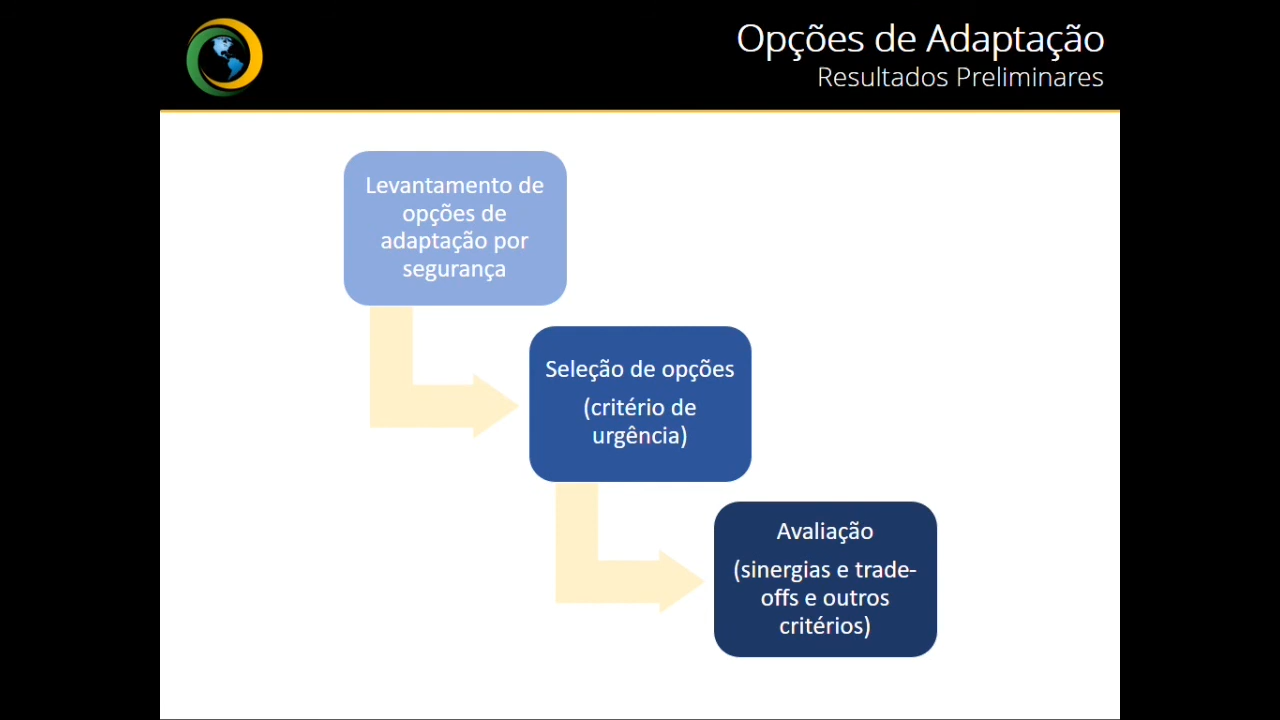 Opções de Adaptação
Resultados Preliminares
Levantamento de
opções de
adaptação por
segurança
Seleção de opções
(critério de
urgência)
Avaliação
(sinergias e trade-
offs e outros
critérios)